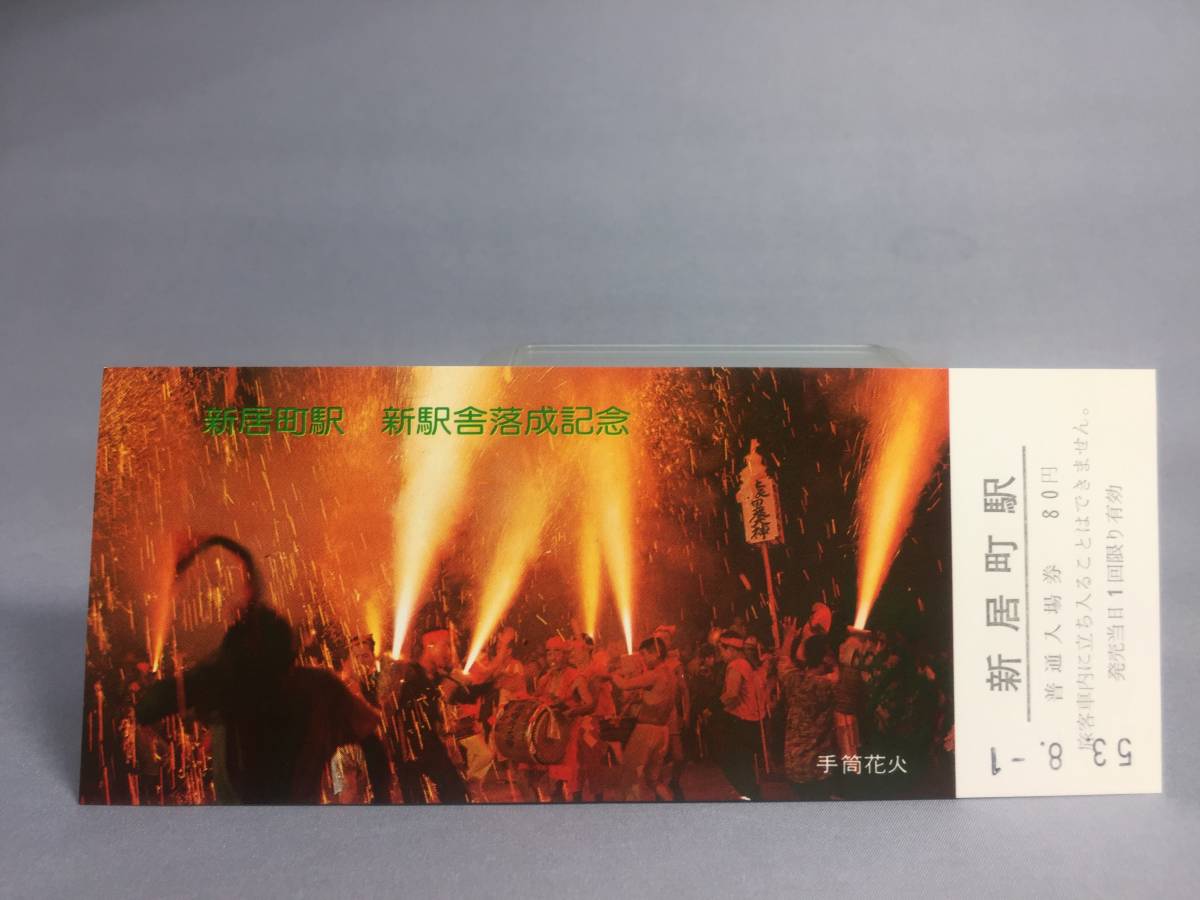 新居町駅　新駅舎落成記念
手筒花火
新居町駅
普通入場券　80円
旅客車内に立ち入ることはできません。
発売当日1回限り有効
53. 8. -1